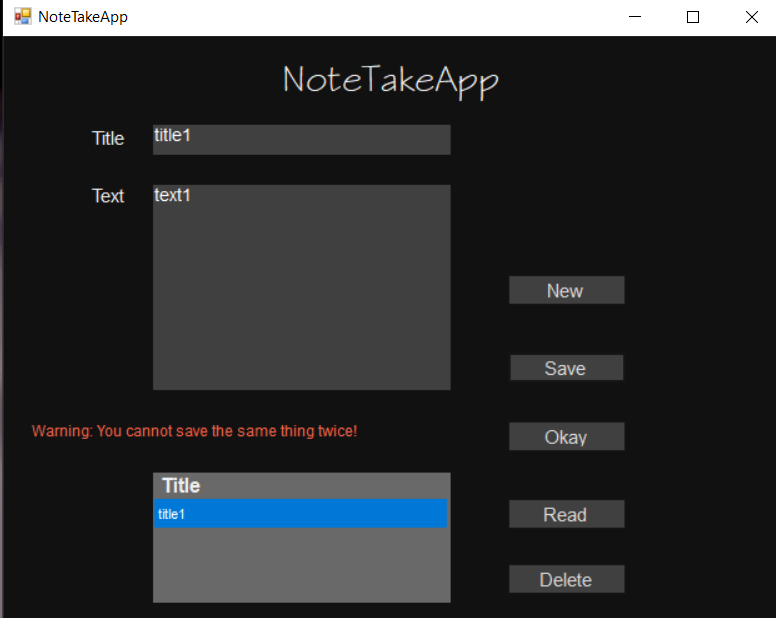 NoteTakeApp
NoteTakeApp
Title
title1
Text
text1
New
Save
Warning: You cannot save the same thing twice!
Okay
Title
title1
Read
Delete